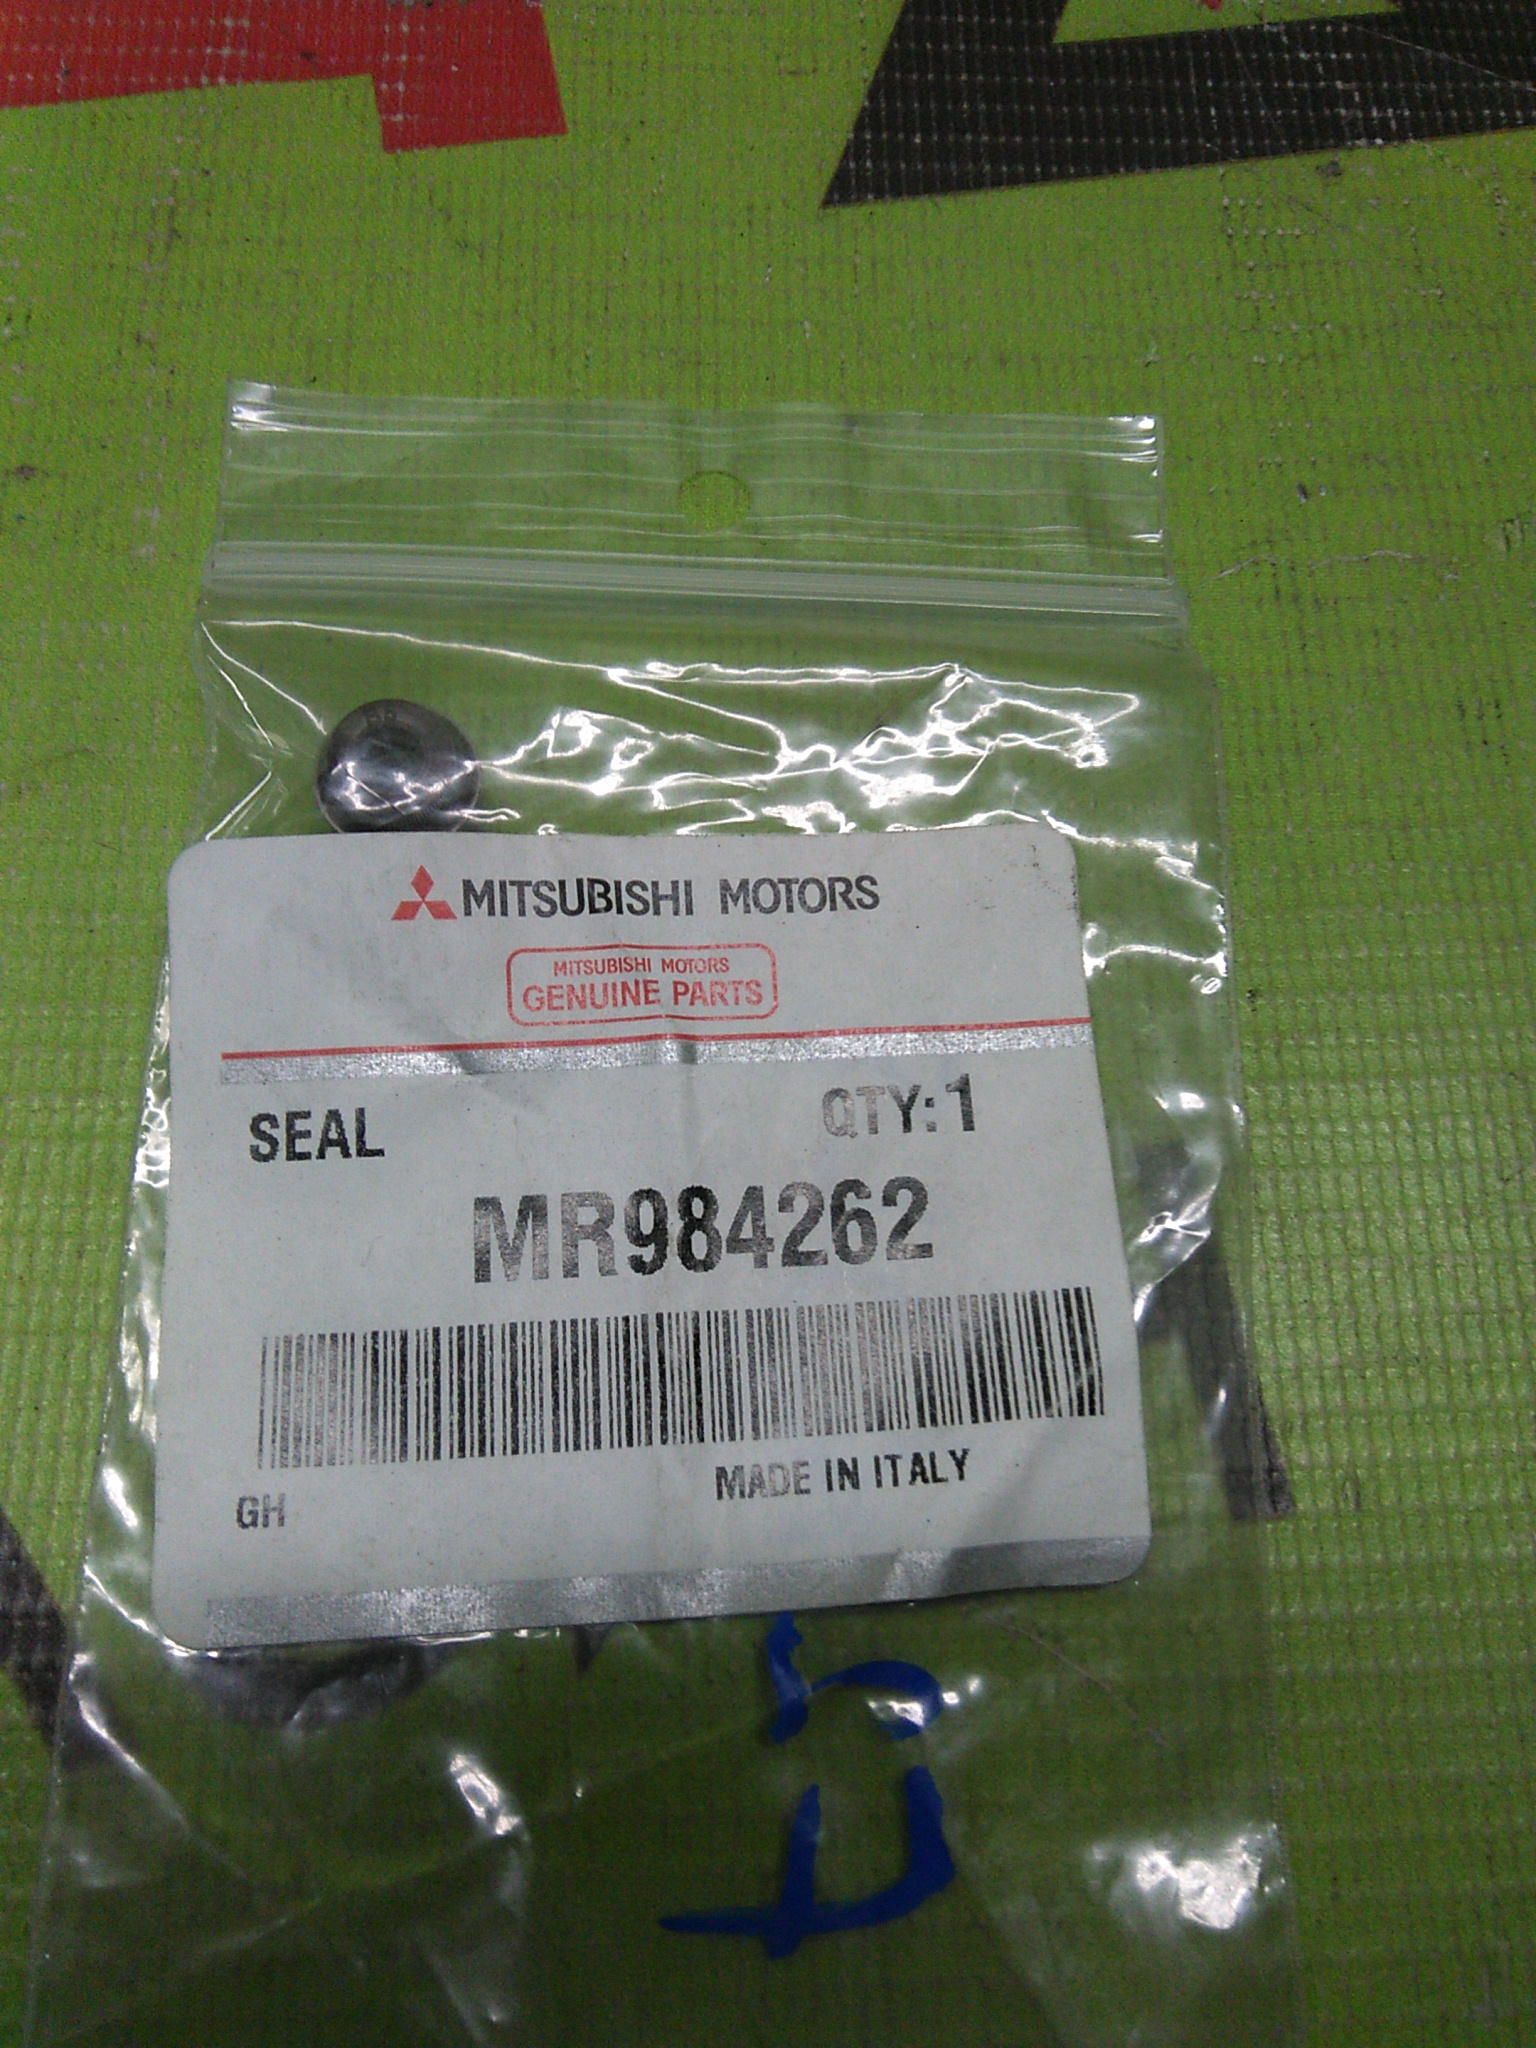 MITSUBISHI MOTORS
MITSUBISHI MOTORS
GENUINE PARTS
SEAL
QTY: 1
MR984262
MADE IN ITALY
GH